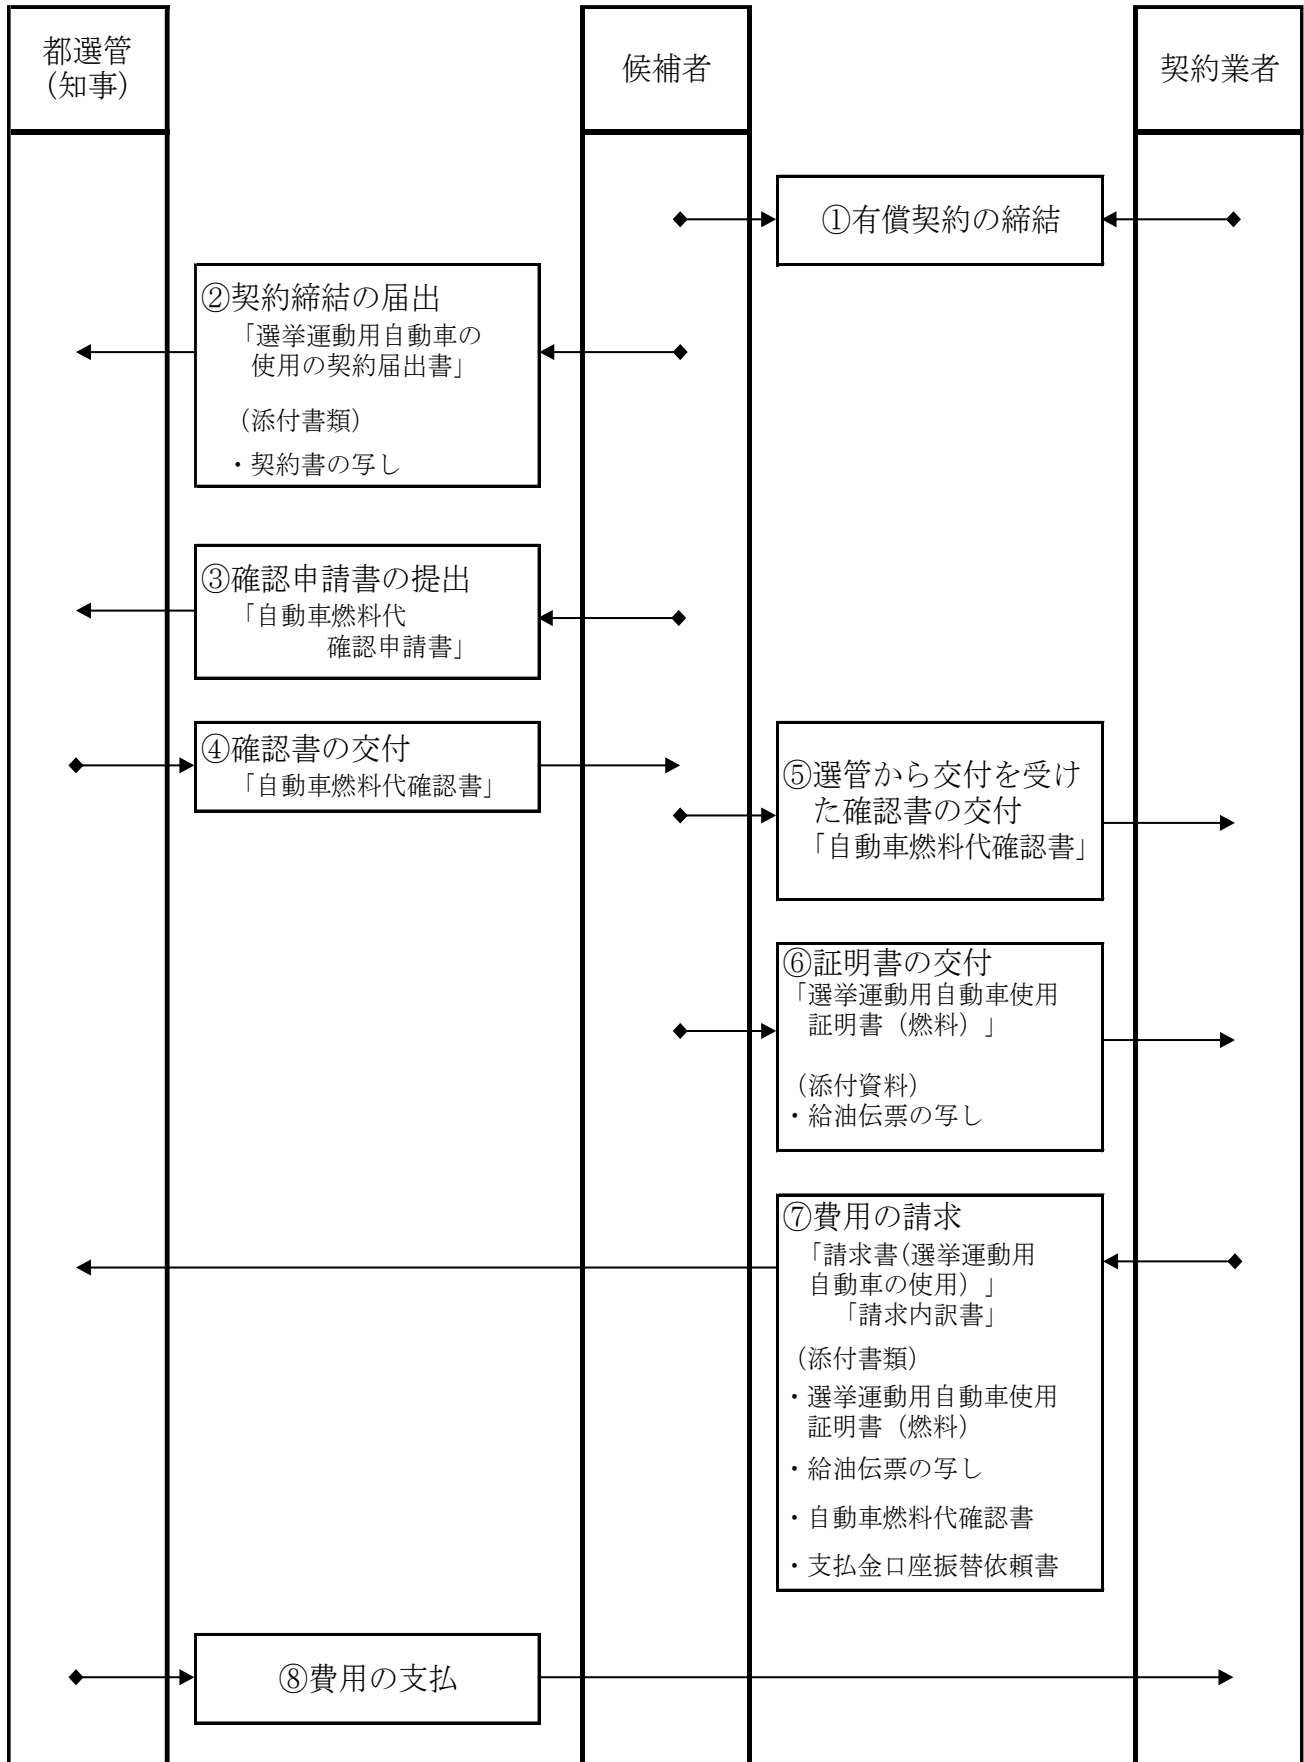 都選管
(知事)
候補者
契約業者
①有償契約の締結
②契約締結の届出
「選挙運動用自動車の
使用の契約届出書」
(添付書類)
・契約書の写し
③確認申請書の提出
「自動車燃料代
確認申請書」
④確認書の交付
「自動車燃料代確認書」
⑤選管から交付を受け
た確認書の交付
「自動車燃料代確認書」
⑥証明書の交付
「選挙運動用自動車使用
証明書(燃料)」
(添付資料)
・給油伝票の写し
⑦費用の請求
「請求書(選挙運動用
自動車の使用)」
「請求内訳書」
(添付書類)
・選挙運動用自動車使用
証明書(燃料)
・給油伝票の写し
・自動車燃料代確認書
・支払金口座振替依頼書
⑧費用の支払